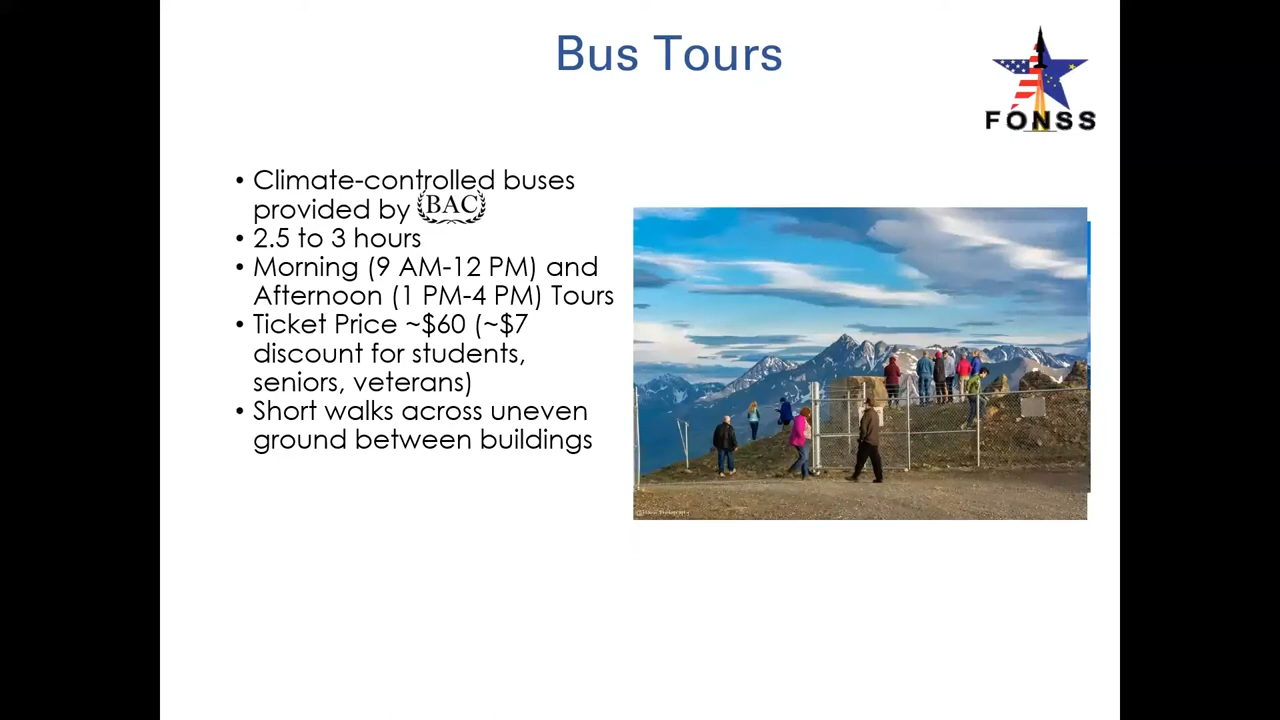 Bus Tours
FONSS
• Climate-controlled buses
provided by BAC
• 2.5 to 3 hours
• Morning (9 AM-12 PM) and
Afternoon (1 PM-4 PM) Tours
• Ticket Price ~$60 (~$7
discount for students,
seniors, veterans)
• Short walks across uneven
ground between buildings